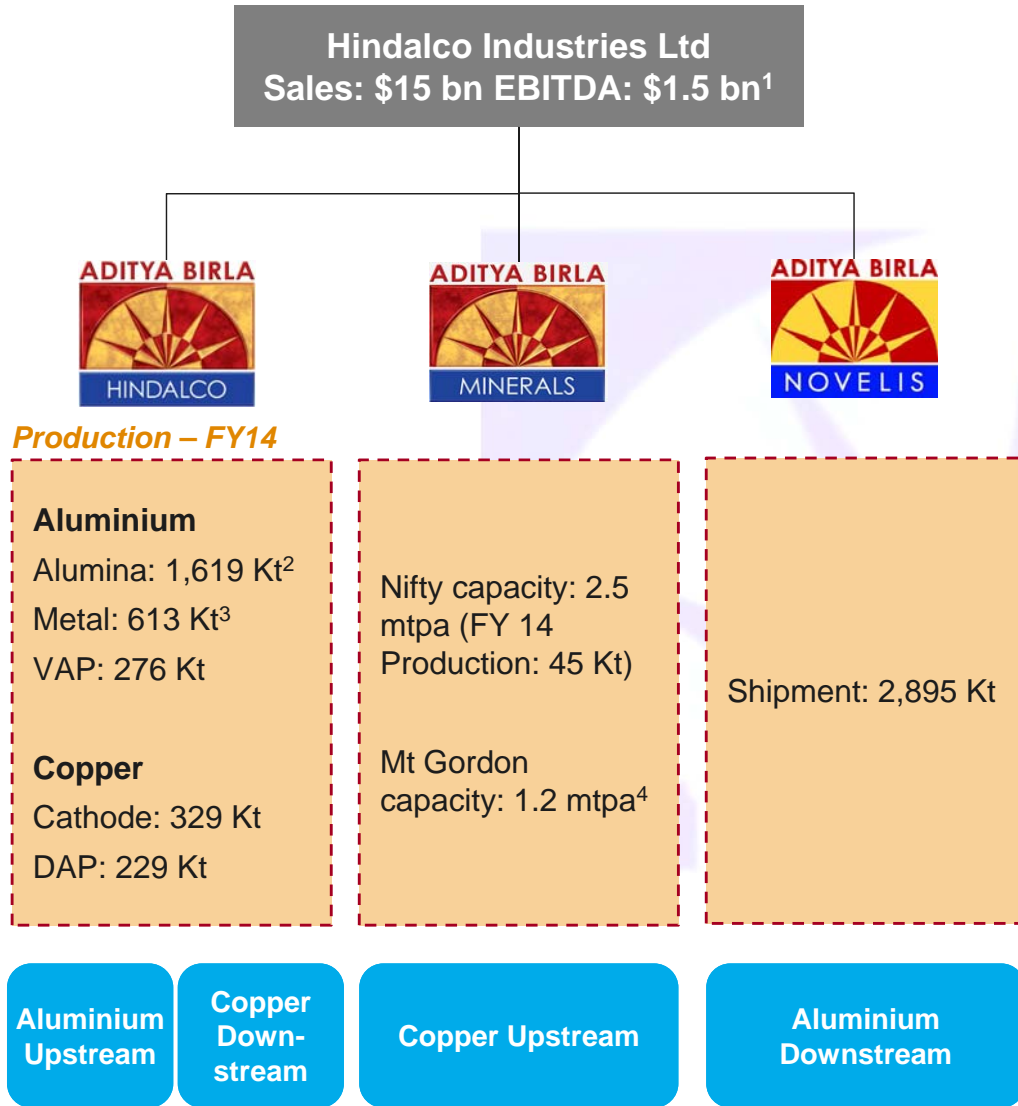 Hindalco Industries Ltd
Sales: $15 bn EBITDA: $1.5 bn¹
ADITYA BIRLA
HINDALCO
ADITYA BIRLA
MINERALS
ADITYA BIRLA
NOVELIS
Production – FY14
Aluminium
Alumina: 1,619 Kt²
Metal: 613 Kt³
VAP: 276 Kt
Copper
Cathode: 329 Kt
DAP: 229 Kt
Nifty capacity: 2.5
mtpa (FY 14
Production: 45 Kt)
Mt Gordon
capacity: 1.2 mtpa⁴
Shipment: 2,895 Kt
Aluminium
Upstream
Copper
Down-
stream
Copper Upstream
Aluminium
Downstream